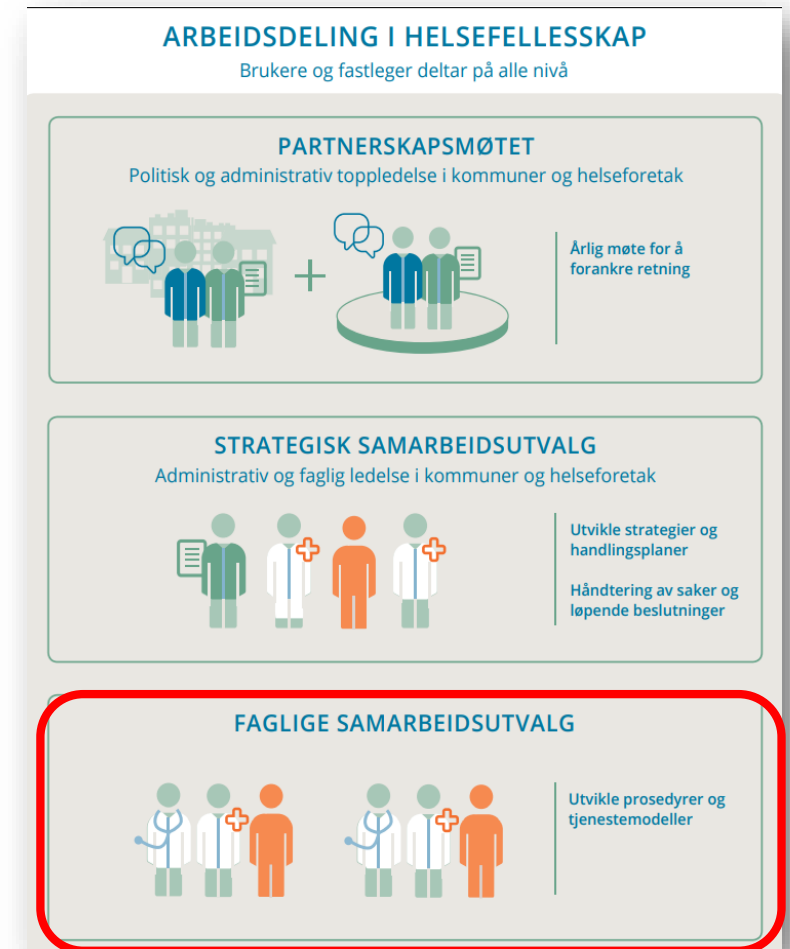 ARBEIDSDELING I HELSEFELLESSKAP
Brukere og fastleger deltar på alle nivå
PARTNERSKAPSMØTET
Politisk og administrativ toppledelse i kommuner og helseforetak
Årlig møte for å
forankre retning
STRATEGISK SAMARBEIDSUTVALG
Administrativ og faglig ledelse i kommuner og helseforetak
Utvikle strategier og
handlingsplaner
Håndtering av saker og
løpende beslutninger
FAGLIGE SAMARBEIDSUTVALG
Utvikle prosedyrer og
tjenestemodeller